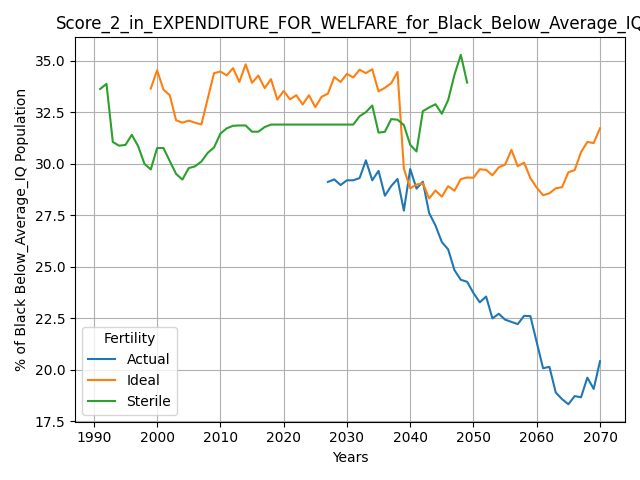 Score_2_in_EXPENDITURE_FOR_WELFARE_for_Black_Below_Average_IQ
% of Black Below_Average_IQ Population
35.0
32.5
30.0
27.5
25.0
22.5
20.0
17.5
Fertility
Actual
Ideal
Sterile
1990 2000 2010 2020 2030 2040 2050 2060 2070
Years